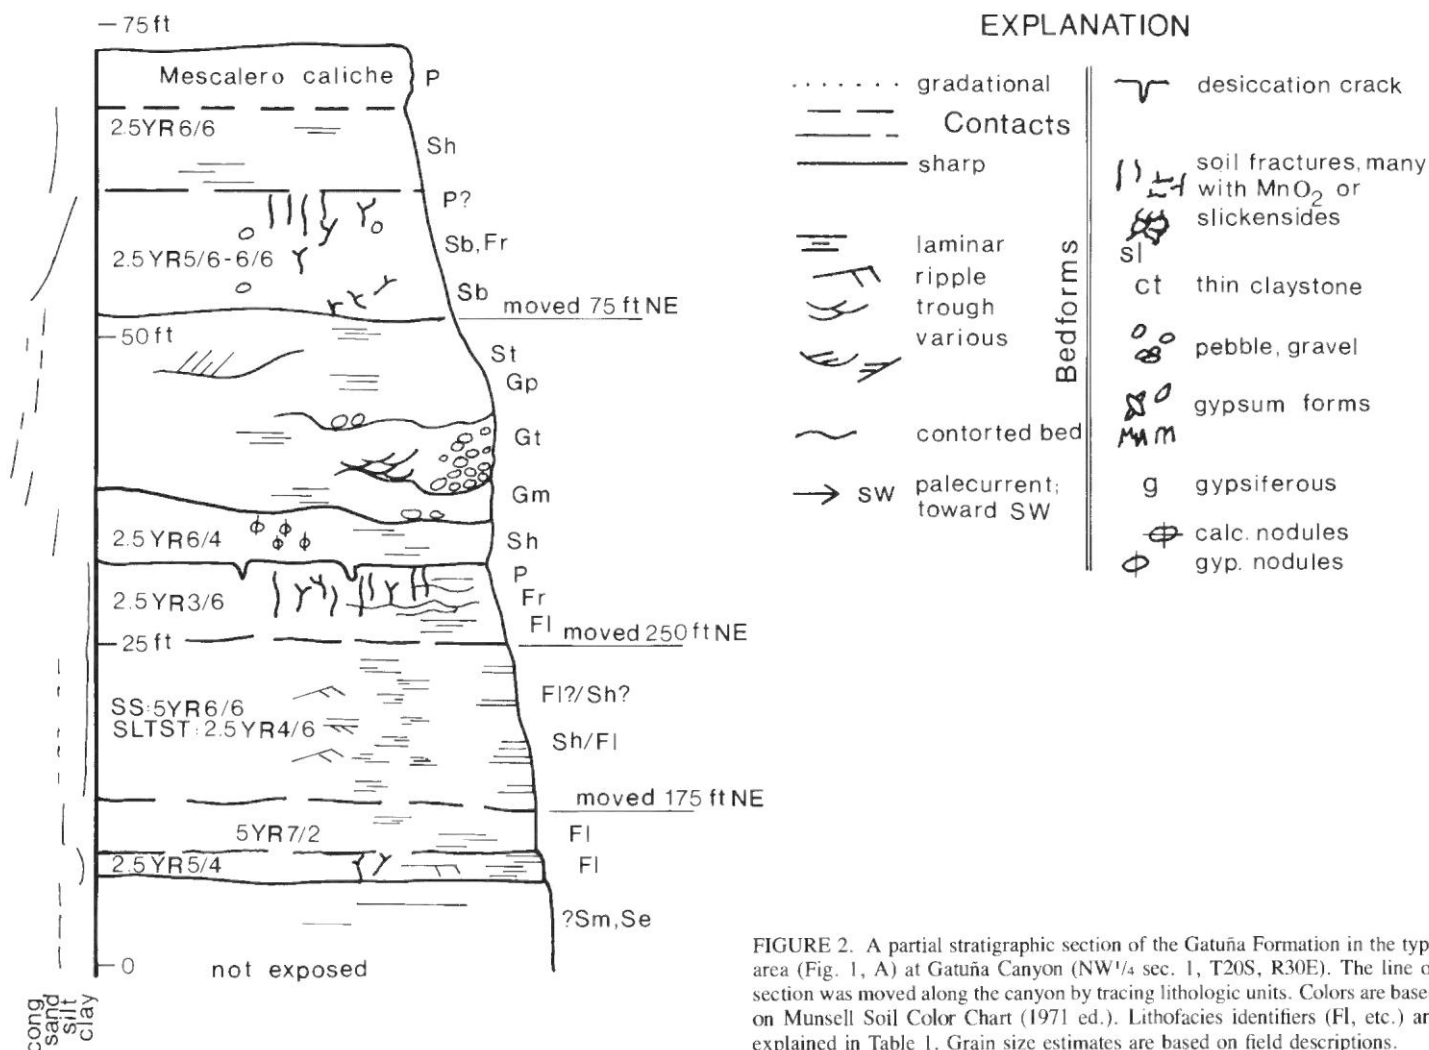 75 ft
Mescalero caliche P
2.5YR6/6
Sh
P?
Sb, Fr
2.5YR5/6-6/6
Sb
moved 75 ft NE
50 ft
St
Gp
Gt
Gm
2.5YR6/4
Sh
P
2.5YR3/6
Fr
Fl
moved 250 ft NE
25 ft
Fl?/Sh?
SS:5YR6/6
SLTST:2.5YR4/6
Sh/Fl
moved 175 ft NE
5YR7/2
Fl
2.5YR5/4
Fl
?Sm,Se
0
not exposed
cong
sand
silt
clay
EXPLANATION
gradational
Contacts
sharp
laminar
ripple
trough
various
contorted bed
SW palecurrent;
toward SW
Bedforms
desiccation crack
soil fractures, many
with MnO2 or
slickensides
sl
ct thin claystone
pebble, gravel
gypsum forms
g gypsiferous
calc. nodules
gyp. nodules
FIGURE 2. A partial stratigraphic section of the Gatuña Formation in the typ
area (Fig. 1, A) at Gatuña Canyon (NW¹/₄ sec. 1, T20S, R30E). The line o
section was moved along the canyon by tracing lithologic units. Colors are base
on Munsell Soil Color Chart (1971 ed.). Lithofacies identifiers (Fl, etc.) ar
explained in Table 1. Grain size estimates are based on field descriptions.